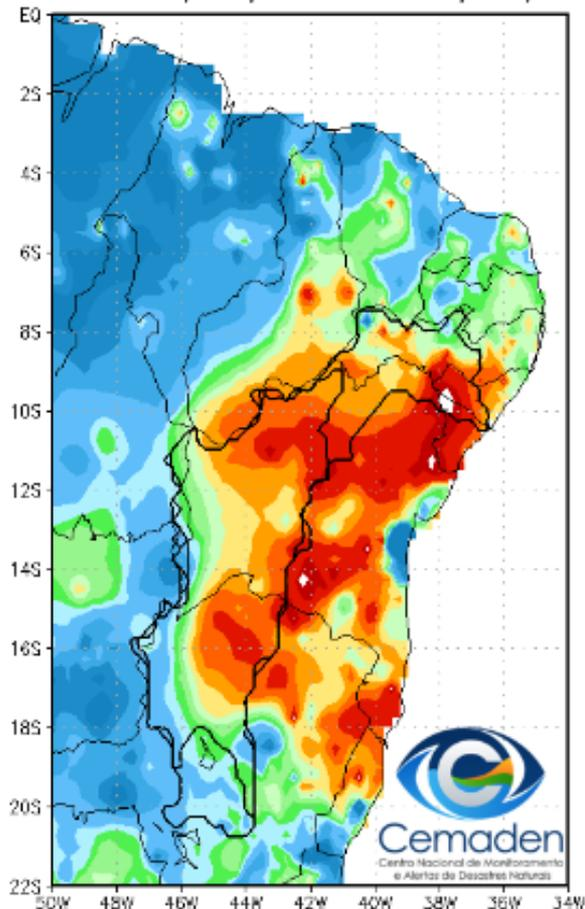 EQ
2S
4S
6S
8S
10S
12S
14S
16S
18S
20S
22S
50W 48W 46W 44W 42W 40W 38W 36W 34W
Cemaden
Centro Nacional de Monitoramento
e Alertas de Desastres Naturais